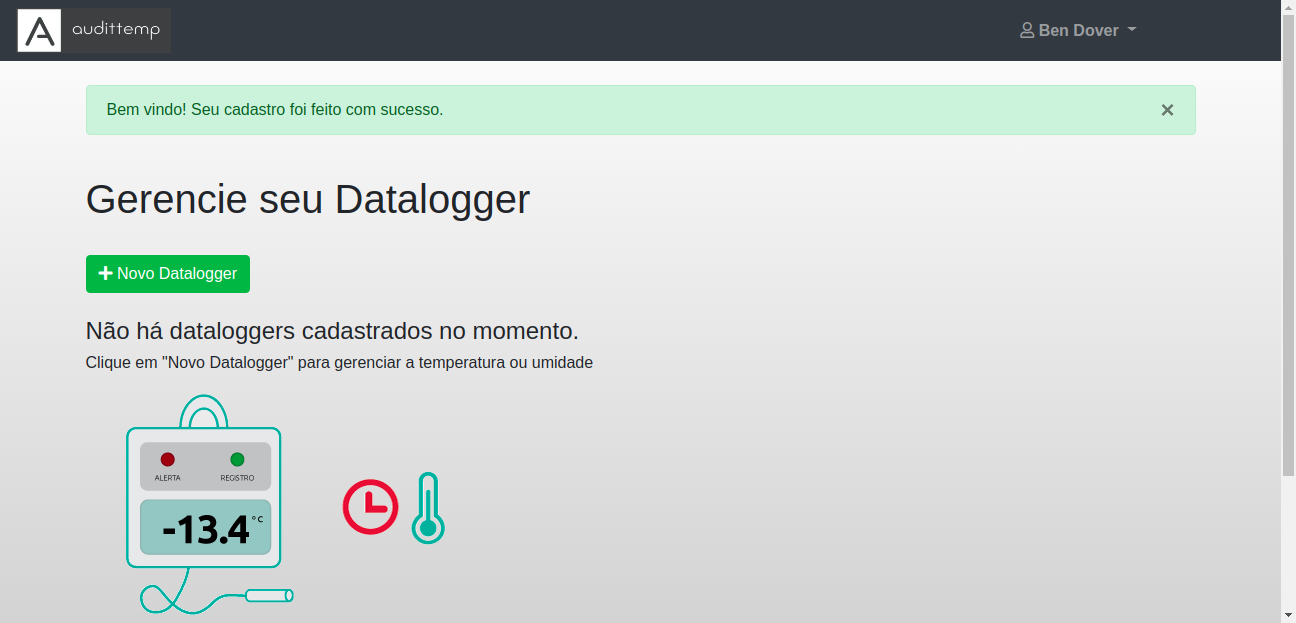 audittemp
Ben Dover
Bem vindo! Seu cadastro foi feito com sucesso.
×
Gerencie seu Datalogger
Novo Datalogger
Não há dataloggers cadastrados no momento.
Clique em "Novo Datalogger" para gerenciar a temperatura ou umidade
ALERTA REGISTRO
-13.4 °C